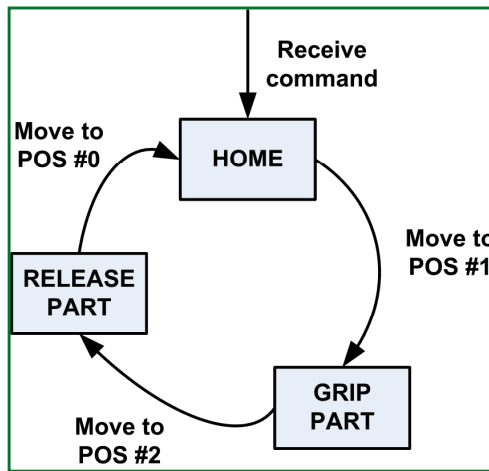 Receive
command
Move to
POS #0
HOME
Move to
POS #1
RELEASE
PART
GRIP
PART
Move to
POS #2